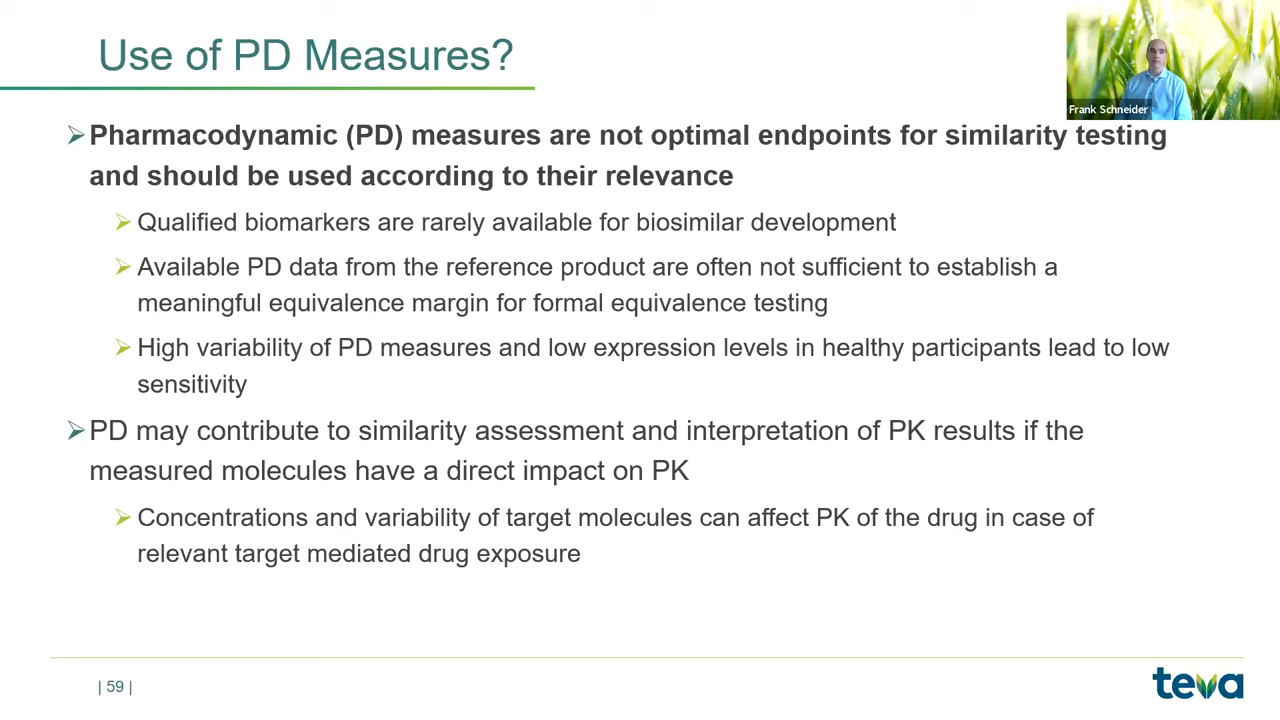 Use of PD Measures?
Frank Schneider
Pharmacodynamic (PD) measures are not optimal endpoints for similarity testing
and should be used according to their relevance
Qualified biomarkers are rarely available for biosimilar development
Available PD data from the reference product are often not sufficient to establish a
meaningful equivalence margin for formal equivalence testing
High variability of PD measures and low expression levels in healthy participants lead to low
sensitivity
PD may contribute to similarity assessment and interpretation of PK results if the
measured molecules have a direct impact on PK
Concentrations and variability of target molecules can affect PK of the drug in case of
relevant target mediated drug exposure
| 59 |
teva